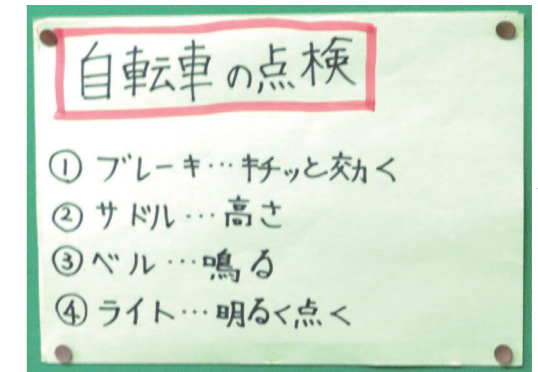 自転車の点検
① ブレーキ…キチッと効く
② サドル…高さ
③ ベル…鳴る
④ ライト…明るく点く